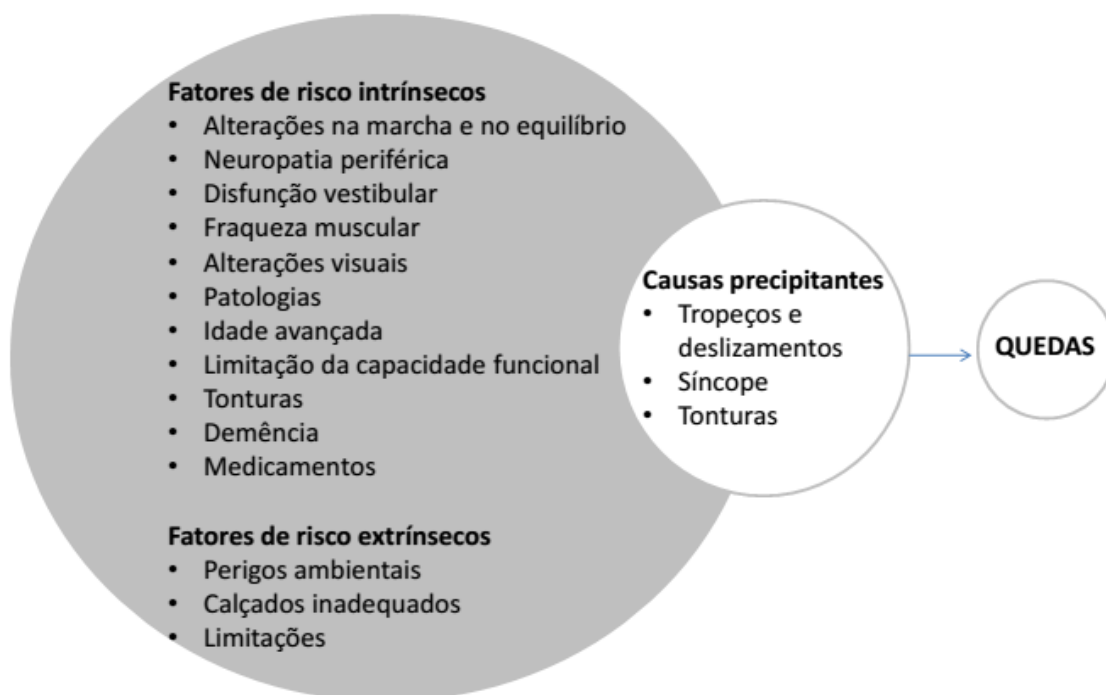 Fatores de risco intrínsecos
• Alterações na marcha e no equilíbrio
• Neuropatia periférica
• Disfunção vestibular
• Fraqueza muscular
• Alterações visuais
• Patologias
• Idade avançada
• Limitação da capacidade funcional
• Tonturas
• Demência
• Medicamentos
Fatores de risco extrínsecos
• Perigos ambientais
• Calçados inadequados
• Limitações
Causas precipitantes
• Tropeços e
deslizamentos
• Síncope
• Tonturas
QUEDAS